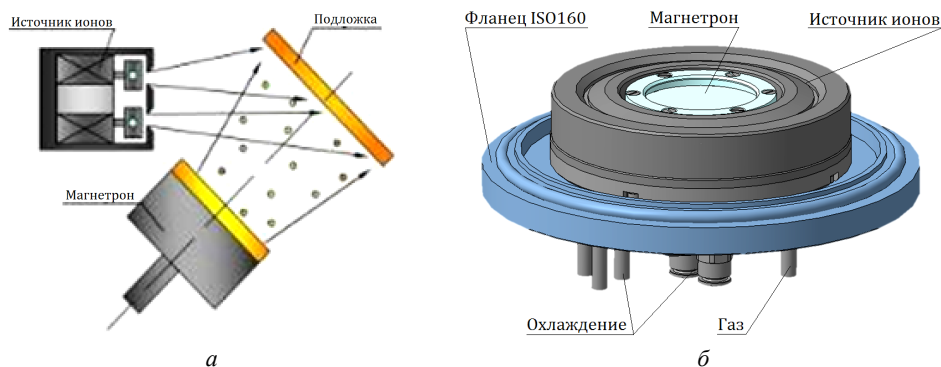 Источник ионов
Подложка
Магнетрон
а
Фланец ISO160
Магнетрон
Источник ионов
Охлаждение
Газ
б